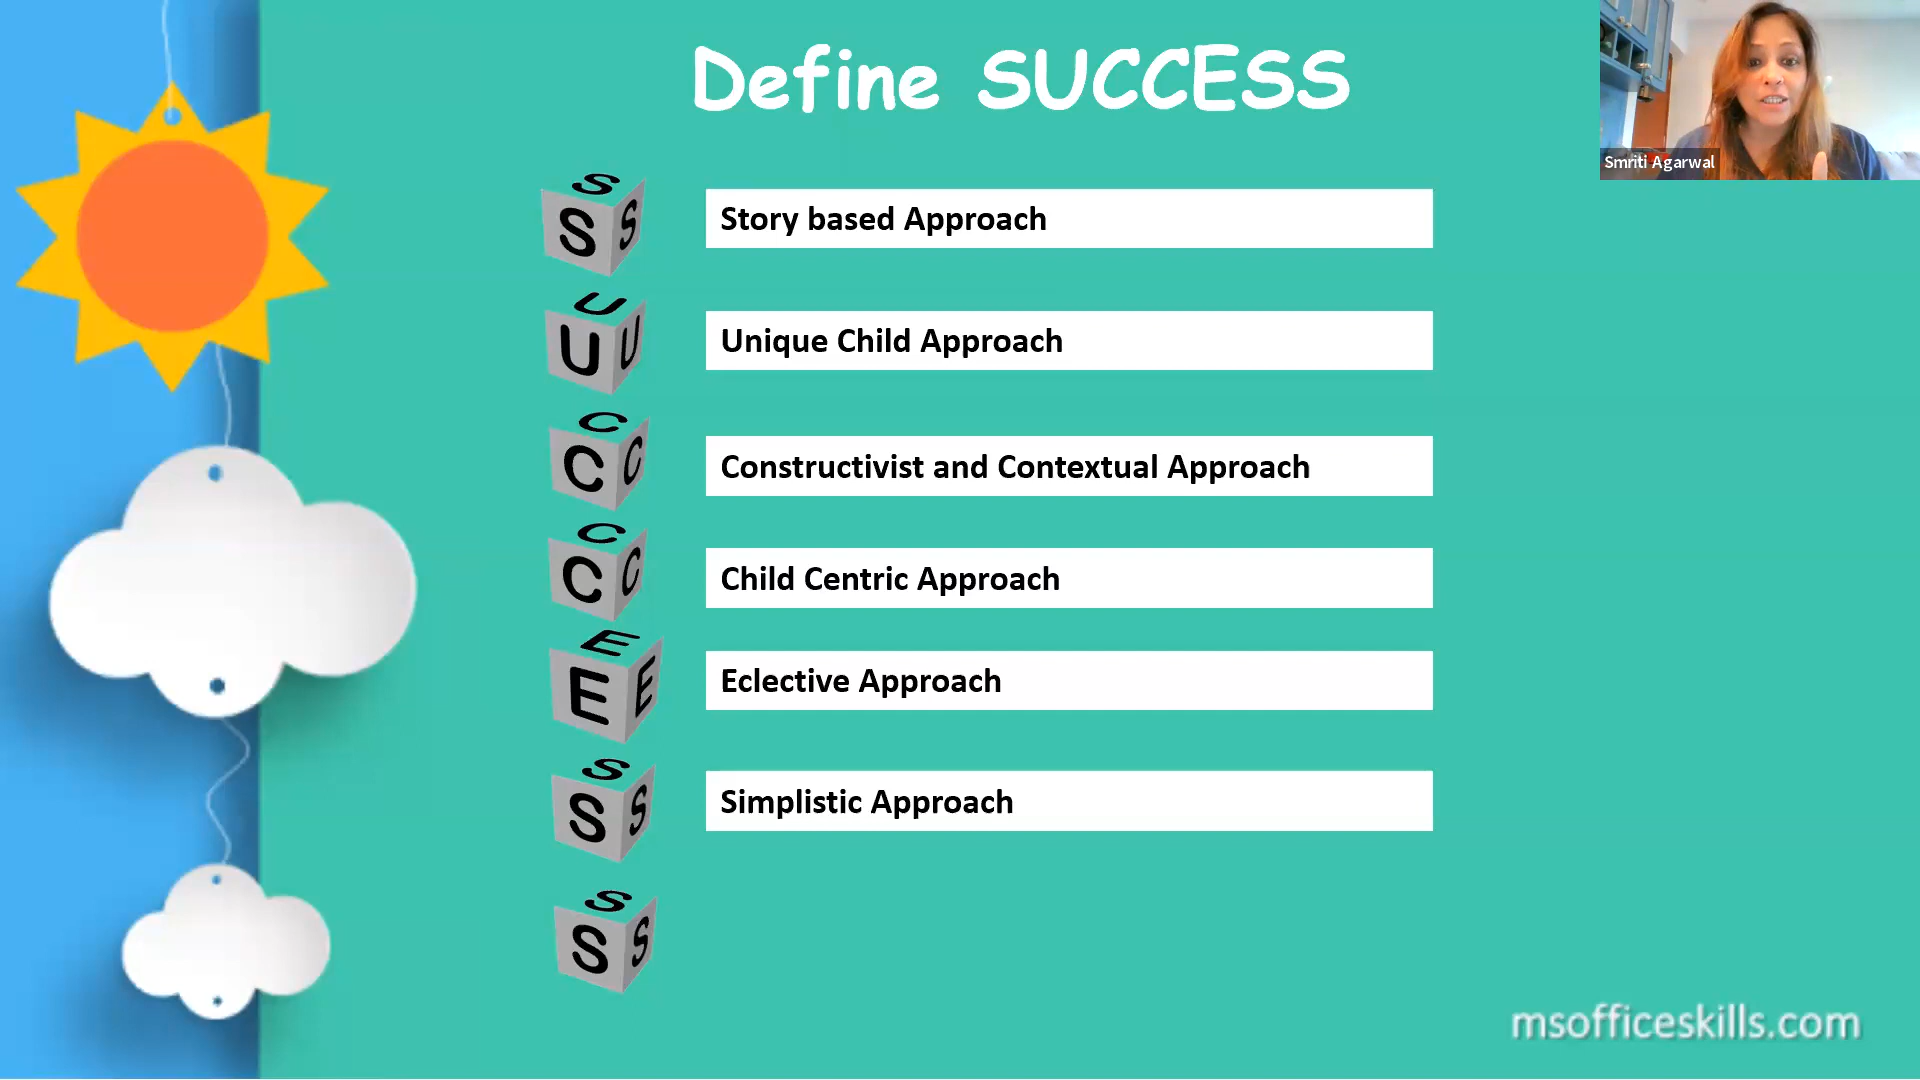 Define SUCCESS
Smriti Agarwal
S S S
Story based Approach
U U U
Unique Child Approach
C C C
Constructivist and Contextual Approach
C C C
Child Centric Approach
E E E
Eclective Approach
S S S
Simplistic Approach
S S S
msofficeskills.com